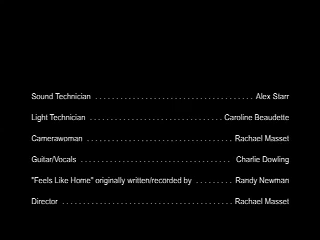 Sound Technician . . . . . . . . . . . . . . . . . . . . . . . . . . . . . . . . . . . . . . Alex Starr
Light Technician . . . . . . . . . . . . . . . . . . . . . . . . . . . . . . . . Caroline Beaudette
Camerawoman . . . . . . . . . . . . . . . . . . . . . . . . . . . . . . . . . . . Rachael Masset
Guitar/Vocals . . . . . . . . . . . . . . . . . . . . . . . . . . . . . . . . . . . . Charlie Dowling
"Feels Like Home" originally written/recorded by . . . . . . . . . Randy Newman
Director . . . . . . . . . . . . . . . . . . . . . . . . . . . . . . . . . . . . . . . . . Rachael Masset